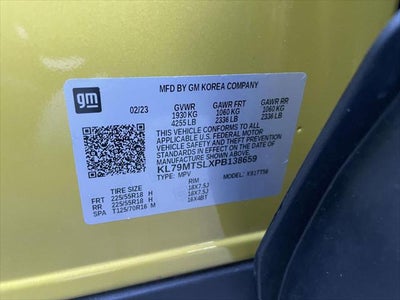 gm
MFD BY GM KOREA COMPANY
02/23 GVWR GAWR FRT GAWR RR
1930 KG 1060 KG 1060 KG
4255 LB 2336 LB 2336 LB
THIS VEHICLE CONFORMS TO ALL
APPLICABLE U.S. FEDERAL MOTOR
VEHICLE SAFETY AND THEFT
PREVENTION STANDARDS IN EFFECT
ON THE DATE OF
MANUFACTURE SHOWN ABOVE.
KL79MTSLXPB138659
TYPE: MPV MODEL:
TIRE SIZE RIM
FRT 225/55R18 H 18X7.5J
RR 225/55R18 H 18X7.5J
SPA T125/70R16 M 16X4BT